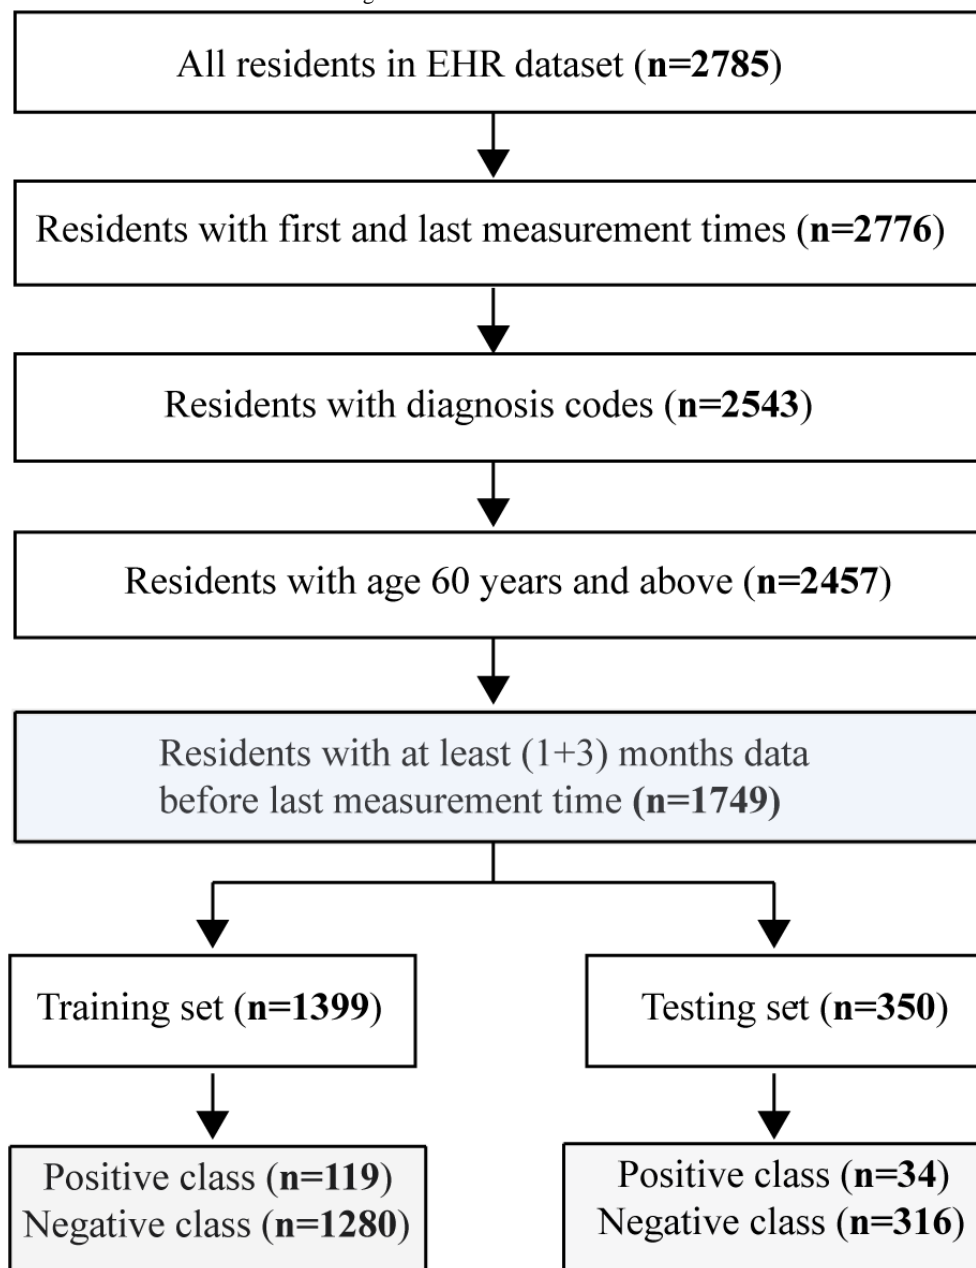 All residents in EHR dataset (n=2785)
Residents with first and last measurement times (n=2776)
Residents with diagnosis codes (n=2543)
Residents with age 60 years and above (n=2457)
Residents with at least (1+3) months data
before last measurement time (n=1749)
Training set (n=1399)
Testing set (n=350)
Positive class (n=119)
Negative class (n=1280)
Positive class (n=34)
Negative class (n=316)